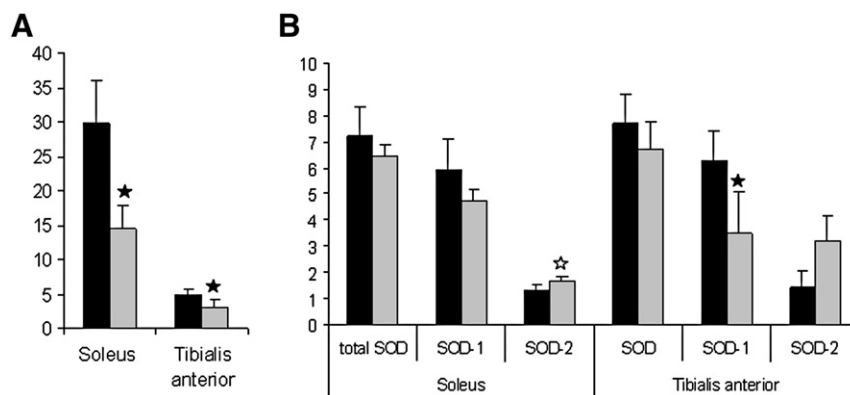 A
40
35
30
25
20
15
10
5
0
Soleus
Tibialis
anterior
B
10
9
8
7
6
5
4
3
2
1
0
total SOD SOD-1 SOD-2 SOD SOD-1 SOD-2
Soleus Tibialis anterior